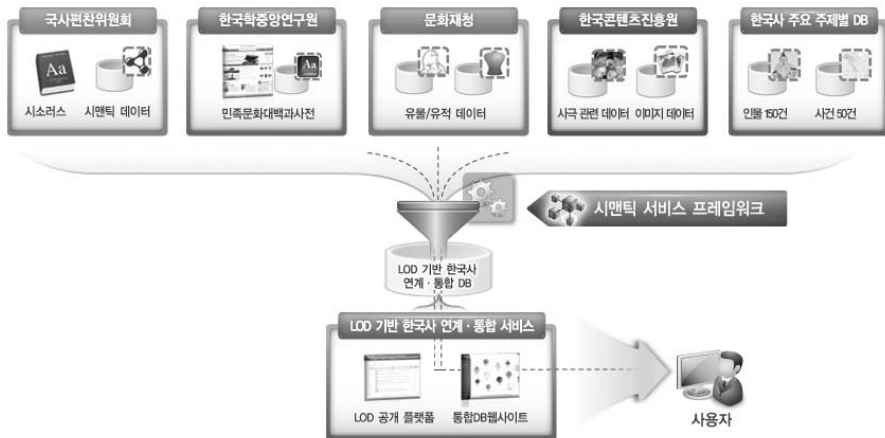 국사편찬위원회
한국학중앙연구원
문화재청
한국콘텐츠진흥원
한국사 주요 주제별 DB
Aa
Aa
시소러스
시맨틱 데이터
민족문화대백과사전
유물/유적 데이터
사극 관련 데이터
이미지 데이터
인물 150건
사건 50건
시맨틱 서비스 프레임워크
LOD 기반 한국사
연계·통합 DB
LOD 기반 한국사 연계·통합 서비스
LOD 공개 플랫폼
통합DB웹사이트
사용자